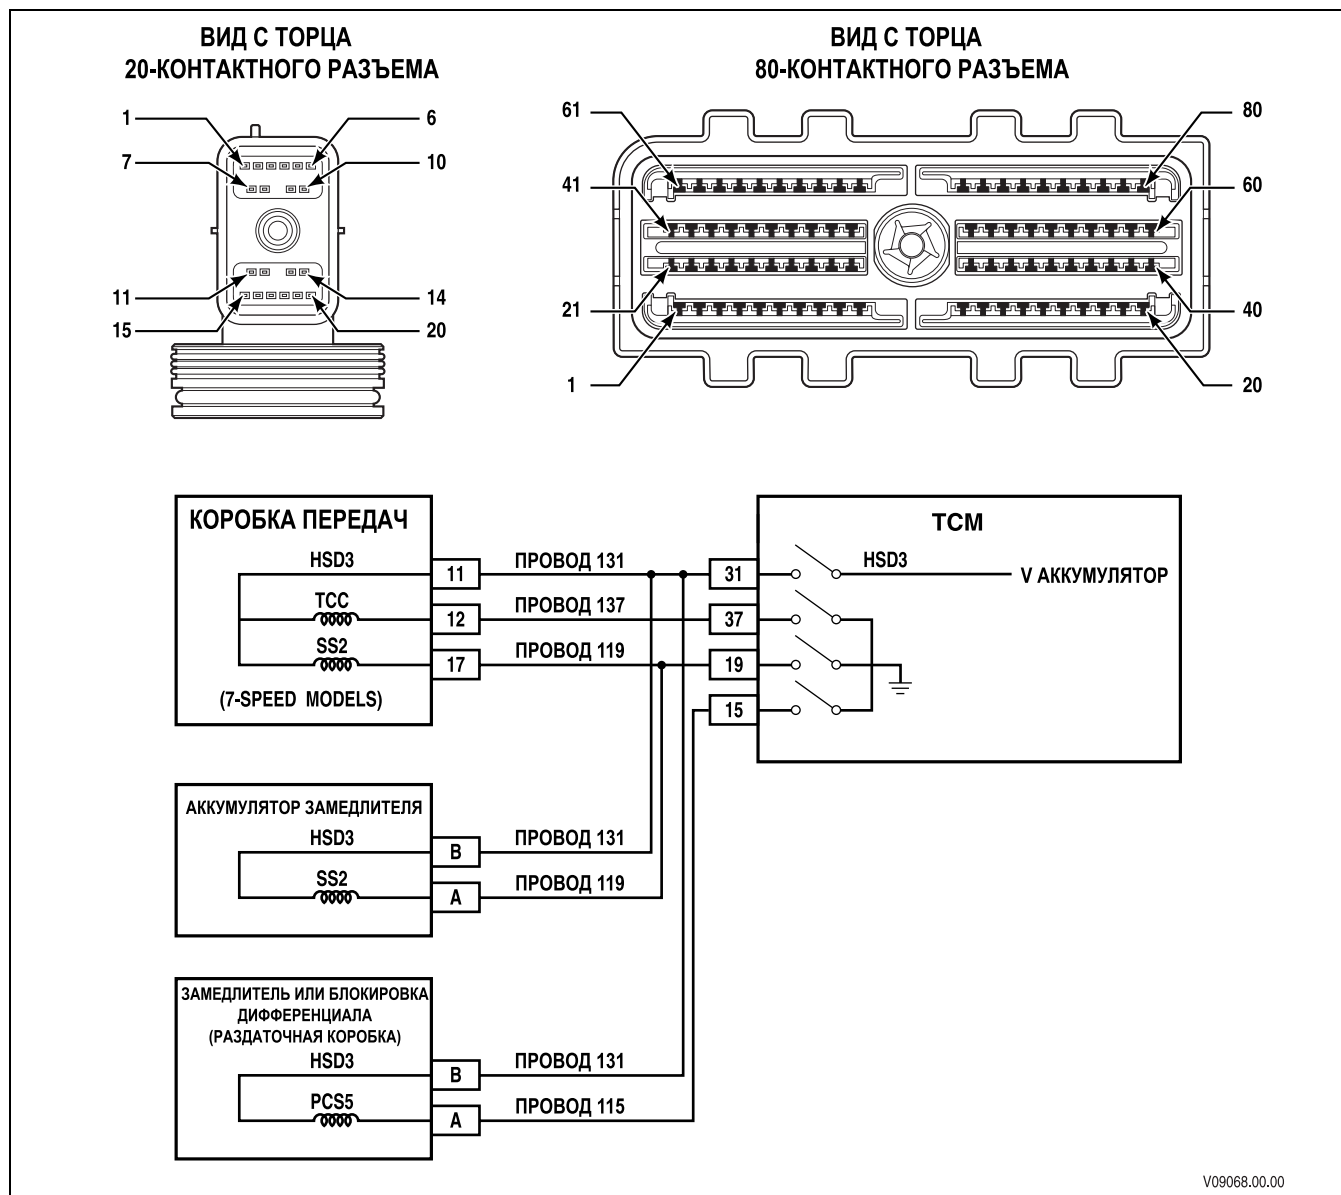 ВИД С ТОРЦА
20-КОНТАКТНОГО РАЗЪЕМА
1
6
7
10
11
14
15
20
ВИД С ТОРЦА
80-КОНТАКТНОГО РАЗЪЕМА
61
80
41
60
21
40
1
20
КОРОБКА ПЕРЕДАЧ
HSD3
11
ПРОВОД 131
TCC
12
ПРОВОД 137
SS2
17
ПРОВОД 119
(7-SPEED MODELS)
TCM
31
HSD3
V АККУМУЛЯТОР
37
19
15
АККУМУЛЯТОР ЗАМЕДЛИТЕЛЯ
HSD3
B
ПРОВОД 131
SS2
A
ПРОВОД 119
ЗАМЕДЛИТЕЛЬ ИЛИ БЛОКИРОВКА
ДИФФЕРЕНЦИАЛА
(РАЗДАТОЧНАЯ КОРОБКА)
HSD3
B
ПРОВОД 131
PCS5
A
ПРОВОД 115
V09068.00.00